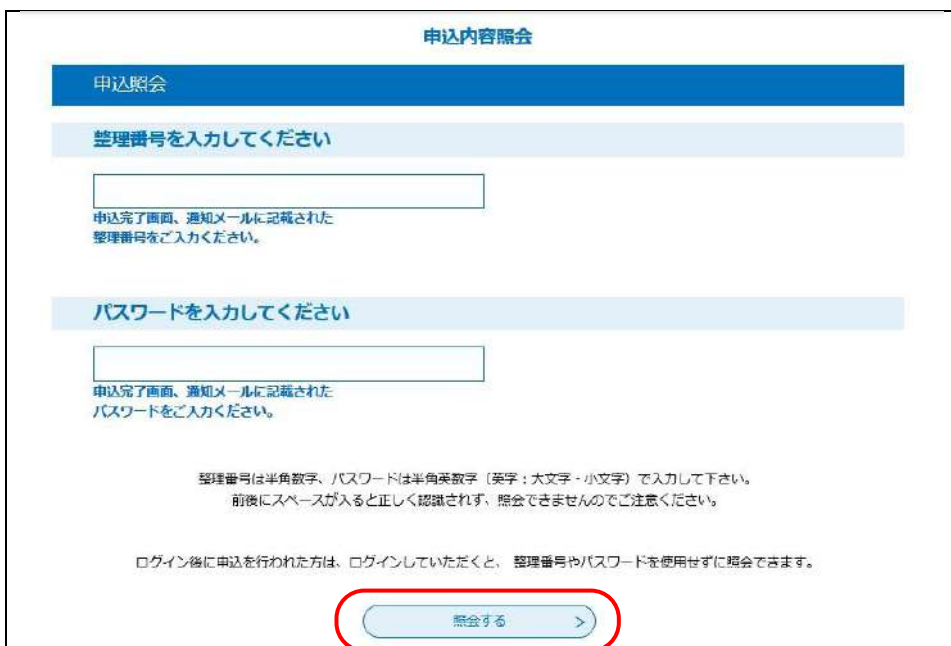 申込内容照会
申込照会
整理番号を入力してください
申込完了画面、通知メールに記載された
整理番号をご入力ください。
パスワードを入力してください
申込完了画面、通知メールに記載された
パスワードをご入力ください。
整理番号は半角数字、パスワードは半角英数字（英字：大文字・小文字）で入力して下さい。
前後にスペースが入ると正しく認識されず、照会できませんのでご注意ください。
ログイン後に申込を行われた方は、ログインしていただくと、 整理番号やパスワードを使用せずに照会できます。
照会する